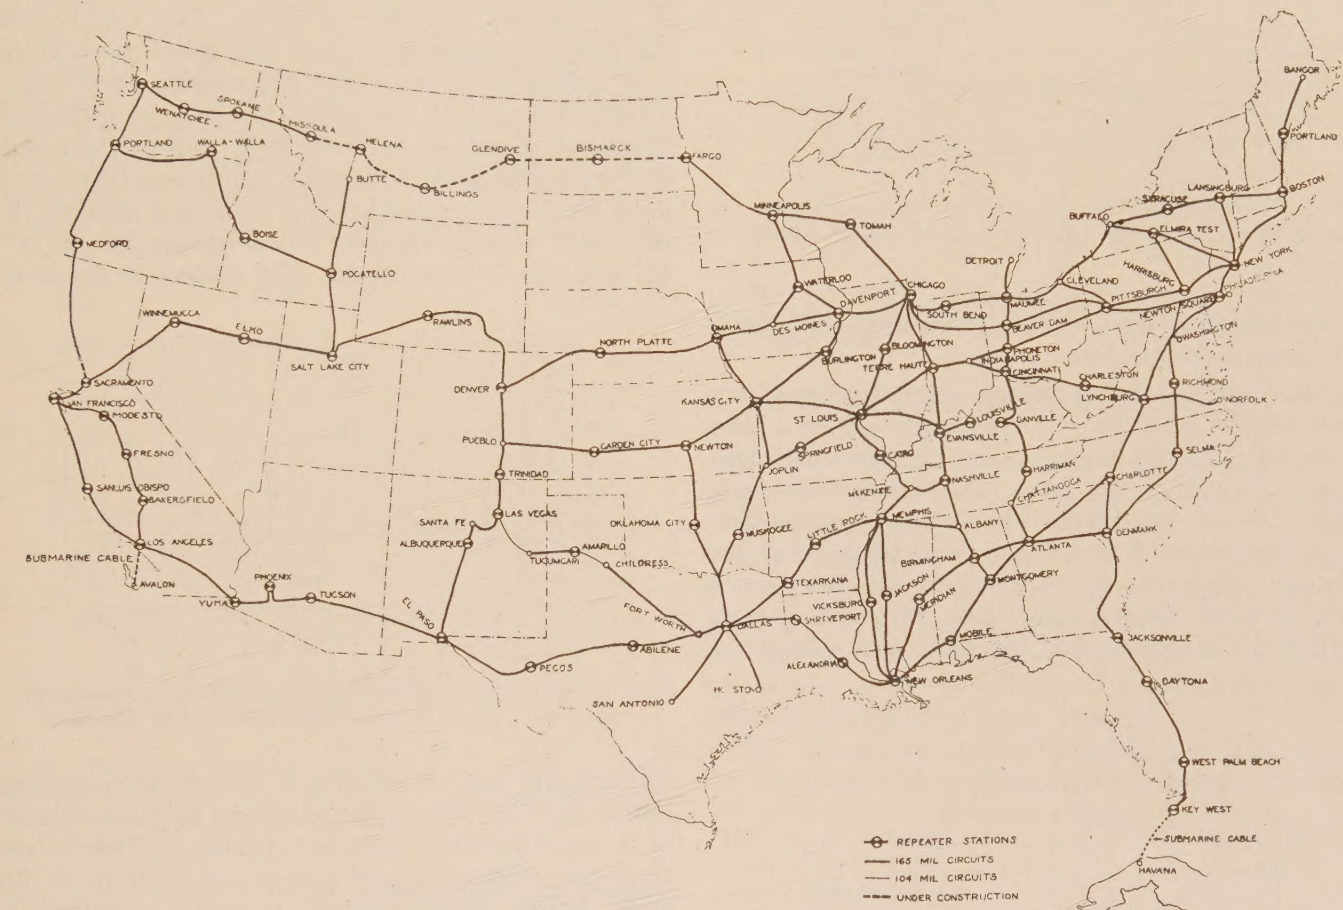 BANGOR
SEATTLE
SPOKANE
WENATCHEE
MISSOULA
PORTLAND
WALLA-WALLA
HELENA
GLENDIVE
BISMARCK
FARGO
PORTLAND
BUTTE
BILLINGS
LANSINGBURG
BOSTON
SYRACUSE
MINNEAPOLIS
BUFFALO
TOMAH
ELMIRA TEST
MEDFORD
BOISE
DETROIT
NEW YORK
POCATELLO
HARRISBURG
CLEVELAND
WATERLOO
CHICAGO
PITTSBURGH
DAVENPORT
MAUMEE
SOUTH BEND
NEWTON SQUARE
WINNEMUCCA
RAWLINS
ELMO
OMAHA
DES MOINES
BEAVER DAM
WASHINGTON
NORTH PLATTE
BURLINGTON
BLOOMINGTON
PHONETON
INDIANAPOLIS
SALT LAKE CITY
TERRE HAUT
CINCINNATI
SACRAMENTO
DENVER
CHARLESTON
RICHMOND
SAN FRANCISCO
KANSAS CITY
LYNCHBURG
NORFOLK
MODESTO
ST LOUIS
LOUISVILLE
DANVILLE
EVANSVILLE
PUEBLO
GARDEN CITY
NEWTON
SPRINGFIELD
FRESNO
CAIRO
SELMA
JOPLIN
TRINIDAD
HARRIMAN
CHARLOTTE
SAN LUIS OBISPO
BAKERSFIELD
McKENZIE
NASHVILLE
CHATTANOOGA
LAS VEGAS
SANTA FE
OKLAHOMA CITY
MEMPHIS
LITTLE ROCK
ALBANY
MUSKOGEE
DENMARK
LOS ANGELES
ALBUQUERQUE
AMARILLO
ATLANTA
SUBMARINE CABLE
TUCUMCARI
CHILDRESS
BIRMINGHAM
AVALON
PHOENIX
TEXARKANA
MONTGOMERY
YUMA
TUCSON
JACKSON
VICKSBURG
MERIDIAN
EL PASO
FORT WORTH
DALLAS
SHREVEPORT
JACKSONVILLE
MOBILE
ABILENE
PECOS
ALEXANDRIA
NEW ORLEANS
DAYTONA
SAN ANTONIO
WEST PALM BEACH
KEY WEST
REPEATER STATIONS
SUBMARINE CABLE
165 MIL CIRCUITS
HAVANA
104 MIL CIRCUITS
UNDER CONSTRUCTION